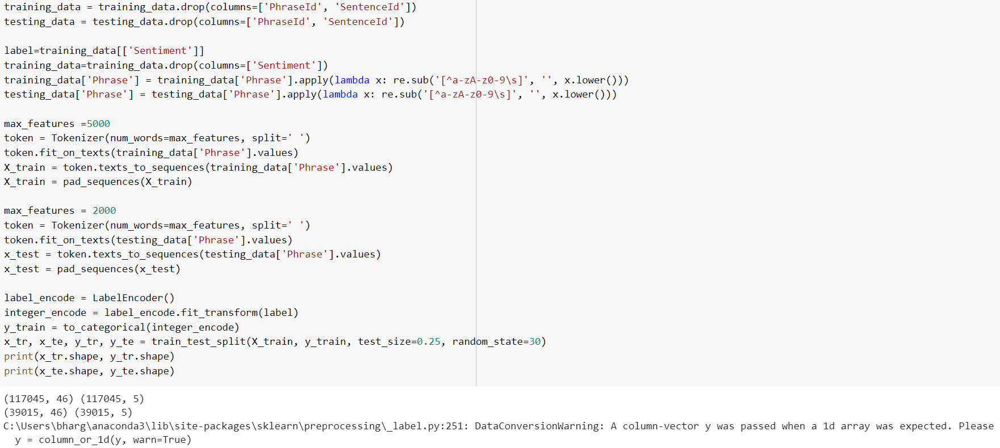 training_data = training_data.drop(columns=['PhraseId', 'SentenceId'])
testing_data = testing_data.drop(columns=['PhraseId', 'SentenceId'])

label=training_data[['Sentiment']]
training_data=training_data.drop(columns=['Sentiment'])
training_data['Phrase'] = training_data['Phrase'].apply(lambda x: re.sub('[^a-zA-z0-9\s]', '', x.lower()))
testing_data['Phrase'] = testing_data['Phrase'].apply(lambda x: re.sub('[^a-zA-z0-9\s]', '', x.lower()))

max_features =5000
token = Tokenizer(num_words=max_features, split=' ')
token.fit_on_texts(training_data['Phrase'].values)
X_train = token.texts_to_sequences(training_data['Phrase'].values)
X_train = pad_sequences(X_train)

max_features = 2000
token = Tokenizer(num_words=max_features, split=' ')
token.fit_on_texts(testing_data['Phrase'].values)
x_test = token.texts_to_sequences(testing_data['Phrase'].values)
x_test = pad_sequences(x_test)

label_encode = LabelEncoder()
integer_encode = label_encode.fit_transform(label)
y_train = to_categorical(integer_encode)
x_tr, x_te, y_tr, y_te = train_test_split(X_train, y_train, test_size=0.25, random_state=30)
print(x_tr.shape, y_tr.shape)
print(x_te.shape, y_te.shape)

(117045, 46) (117045, 5)
(39015, 46) (39015, 5)
C:\Users\bharg\anaconda3\lib\site-packages\sklearn\preprocessing\_label.py:251: DataConversionWarning: A column-vector y was passed when a 1d array was expected. Please
  y = column_or_1d(y, warn=True)